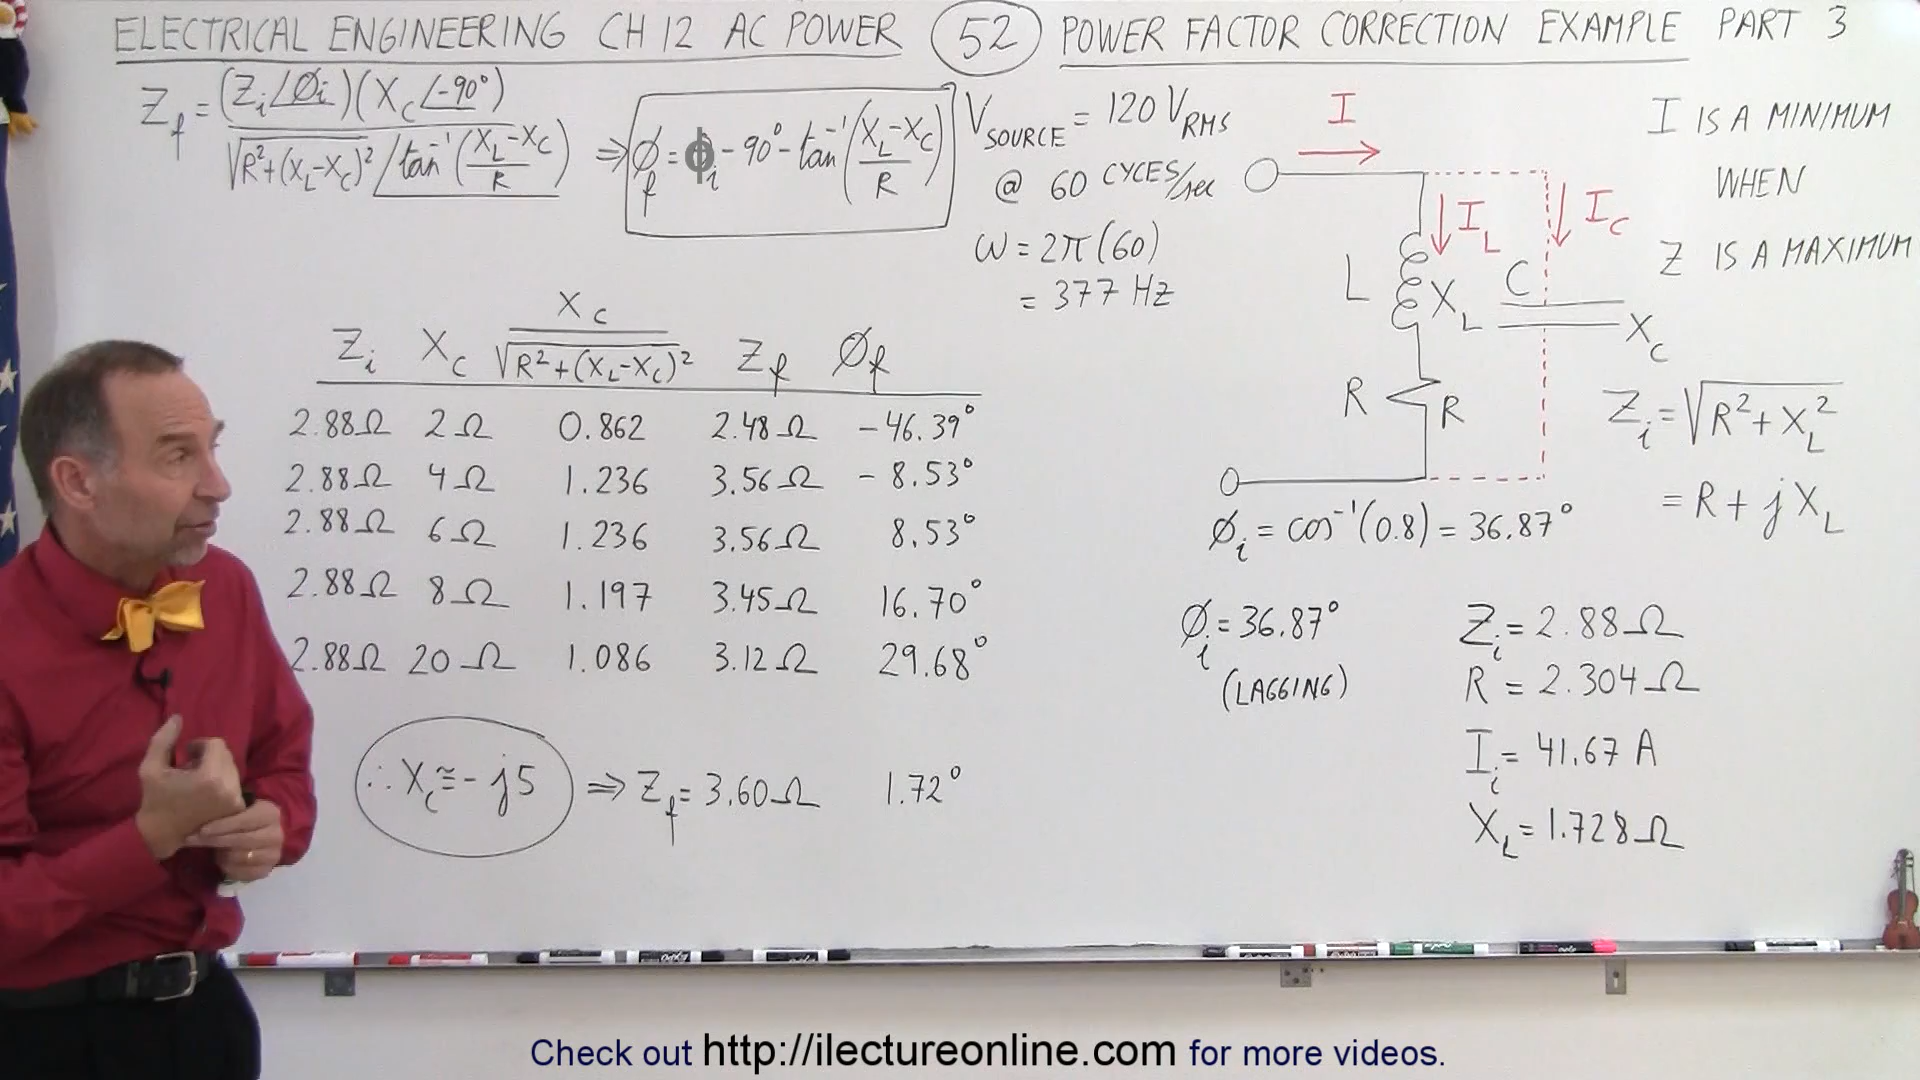 ELECTRICAL ENGINEERING CH 12 AC POWER 52 POWER FACTOR CORRECTION EXAMPLE PART 3
Z_f = (Z_i∠Ø_i)(X_C∠-90°) / √R²+(X_L-X_C)² /tan⁻¹(X_L-X_C / R) ⇒ Ø_f = ϕ_i - 90° - tan⁻¹(X_L-X_C / R)
V_SOURCE = 120 V_RMS
@ 60 CYCES/sec
ω = 2π(60)
= 377 HZ
I
I_L
I_C
L
X_L
C
X_C
R
R
I IS A MINIMUM
WHEN
Z IS A MAXIMUM
Z_i = √R² + X_L²
= R + j X_L
Z_i X_C X_C / √R²+(X_L-X_C)² Z_f Ø_f
2.88Ω 2Ω 0.862 2.48Ω -46.39°
2.88Ω 4Ω 1.236 3.56Ω -8.53°
2.88Ω 6Ω 1.236 3.56Ω 8.53°
2.88Ω 8Ω 1.197 3.45Ω 16.70°
2.88Ω 20Ω 1.086 3.12Ω 29.68°
∴ X_C ≅ -j5 ⇒ Z_f = 3.60Ω 1.72°
Ø_i = cos⁻¹(0.8) = 36.87°
Ø_i = 36.87°
(LAGGING)
Z_i = 2.88Ω
R = 2.304Ω
I_i = 41.67 A
X_L = 1.728Ω
Check out http://ilectureonline.com for more videos.